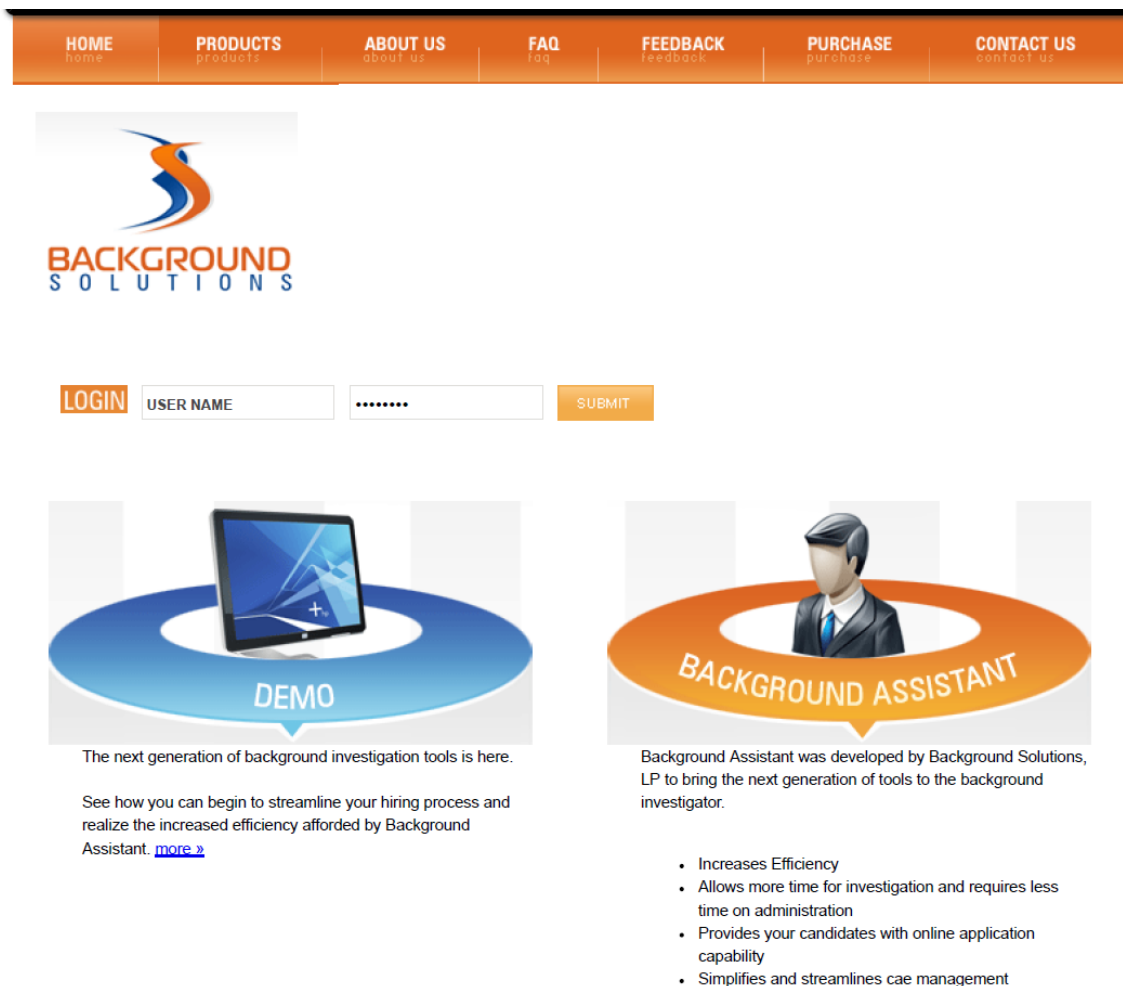 HOME PRODUCTS ABOUT US FAQ FEEDBACK PURCHASE CONTACT US
home products about us faq feedback purchase contact us
BACKGROUND
SOLUTIONS
LOGIN USER NAME •••••••• SUBMIT
DEMO
The next generation of background investigation tools is here.
See how you can begin to streamline your hiring process and
realize the increased efficiency afforded by Background
Assistant. more »
BACKGROUND ASSISTANT
Background Assistant was developed by Background Solutions,
LP to bring the next generation of tools to the background
investigator.
• Increases Efficiency
• Allows more time for investigation and requires less
time on administration
• Provides your candidates with online application
capability
• Simplifies and streamlines cae management